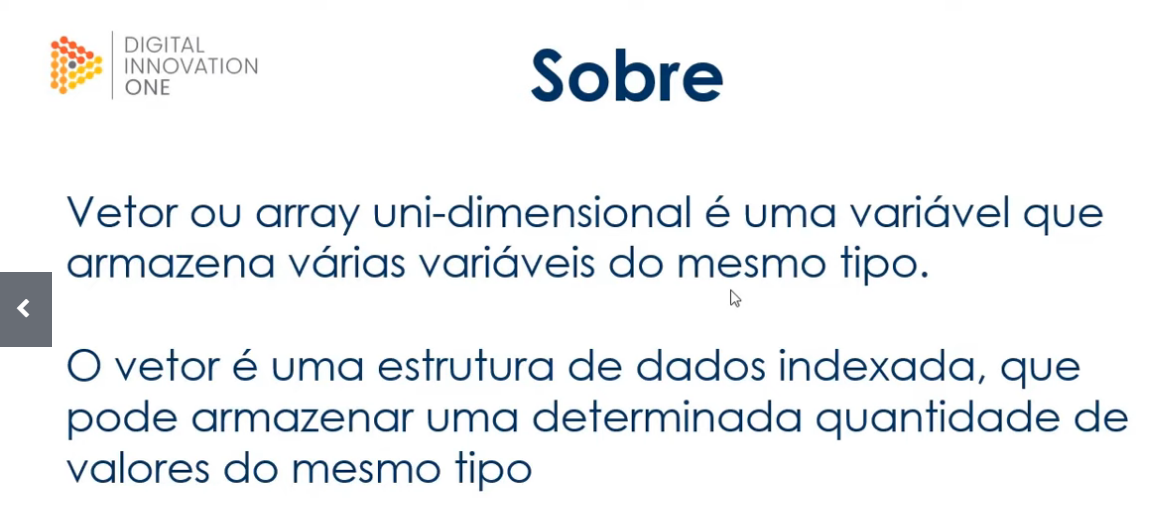 DIGITAL
INNOVATION
ONE
Sobre
Vetor ou array uni-dimensional é uma variável que
armazena várias variáveis do mesmo tipo.
O vetor é uma estrutura de dados indexada, que
pode armazenar uma determinada quantidade de
valores do mesmo tipo